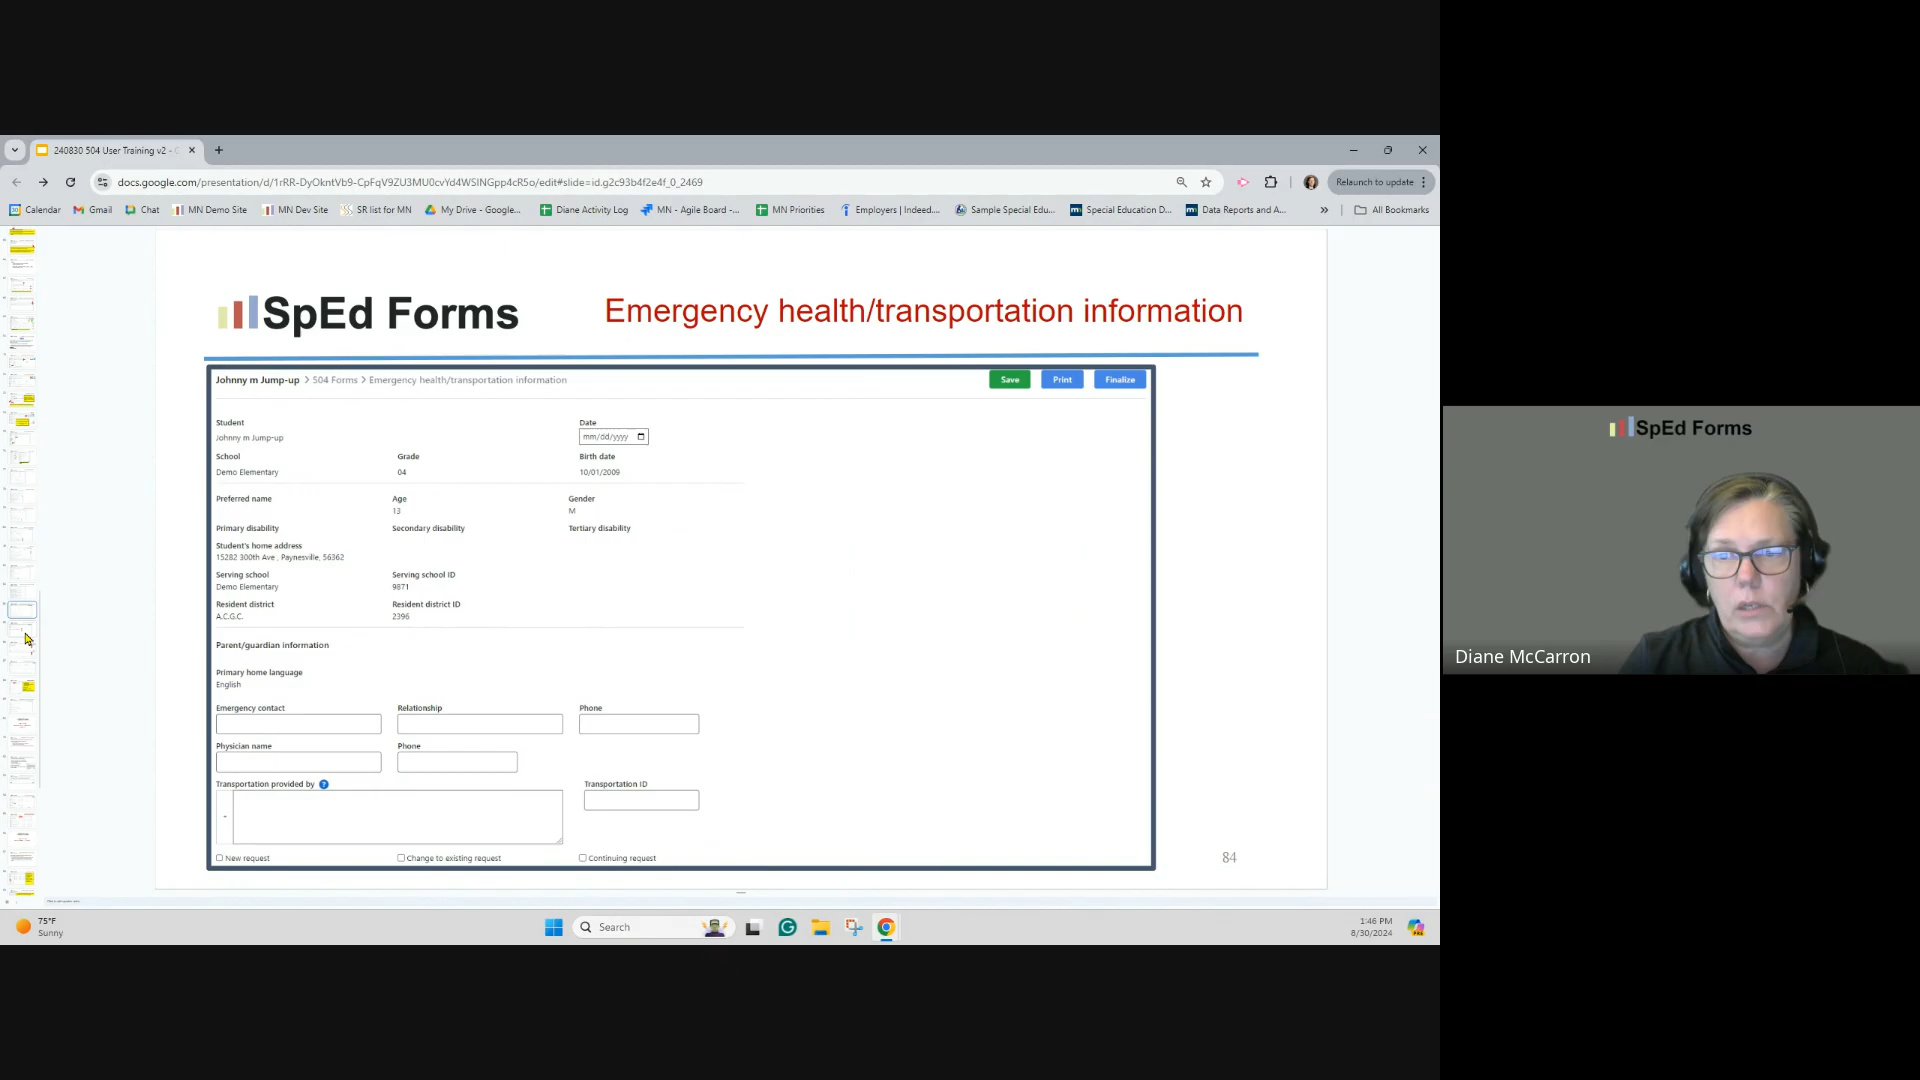 240830 504 User Training v2 -
docs.google.com/presentation/d/1rRR-DyOkntVb9-CpFqV9ZU3MU0cvYd4WSINGpp4cR5o/edit#slide=id.g2c93b4f2e4f_0_2469
Relaunch to update
Calendar Gmail Chat MN Demo Site MN Dev Site SR list for MN My Drive - Google... Diane Activity Log MN - Agile Board -... MN Priorities Employers | Indeed.... Sample Special Edu... Special Education D... Data Reports and A... » All Bookmarks
SpEd Forms Emergency health/transportation information
Johnny m Jump-up > 504 Forms > Emergency health/transportation information Save Print Finalize
Student Date
Johnny m Jump-up mm/dd/yyyy
School Grade Birth date
Demo Elementary 04 10/01/2009
Preferred name Age Gender
13 M
Primary disability Secondary disability Tertiary disability
Student's home address
15282 300th Ave , Paynesville, 56362
Serving school Serving school ID
Demo Elementary 9871
Resident district Resident district ID
A.C.G.C. 2396
Parent/guardian information
Primary home language
English
Emergency contact Relationship Phone
Physician name Phone
Transportation provided by ? Transportation ID
New request Change to existing request Continuing request
84
75°F
Sunny
Search
1:46 PM
8/30/2024
SpEd Forms
Diane McCarron